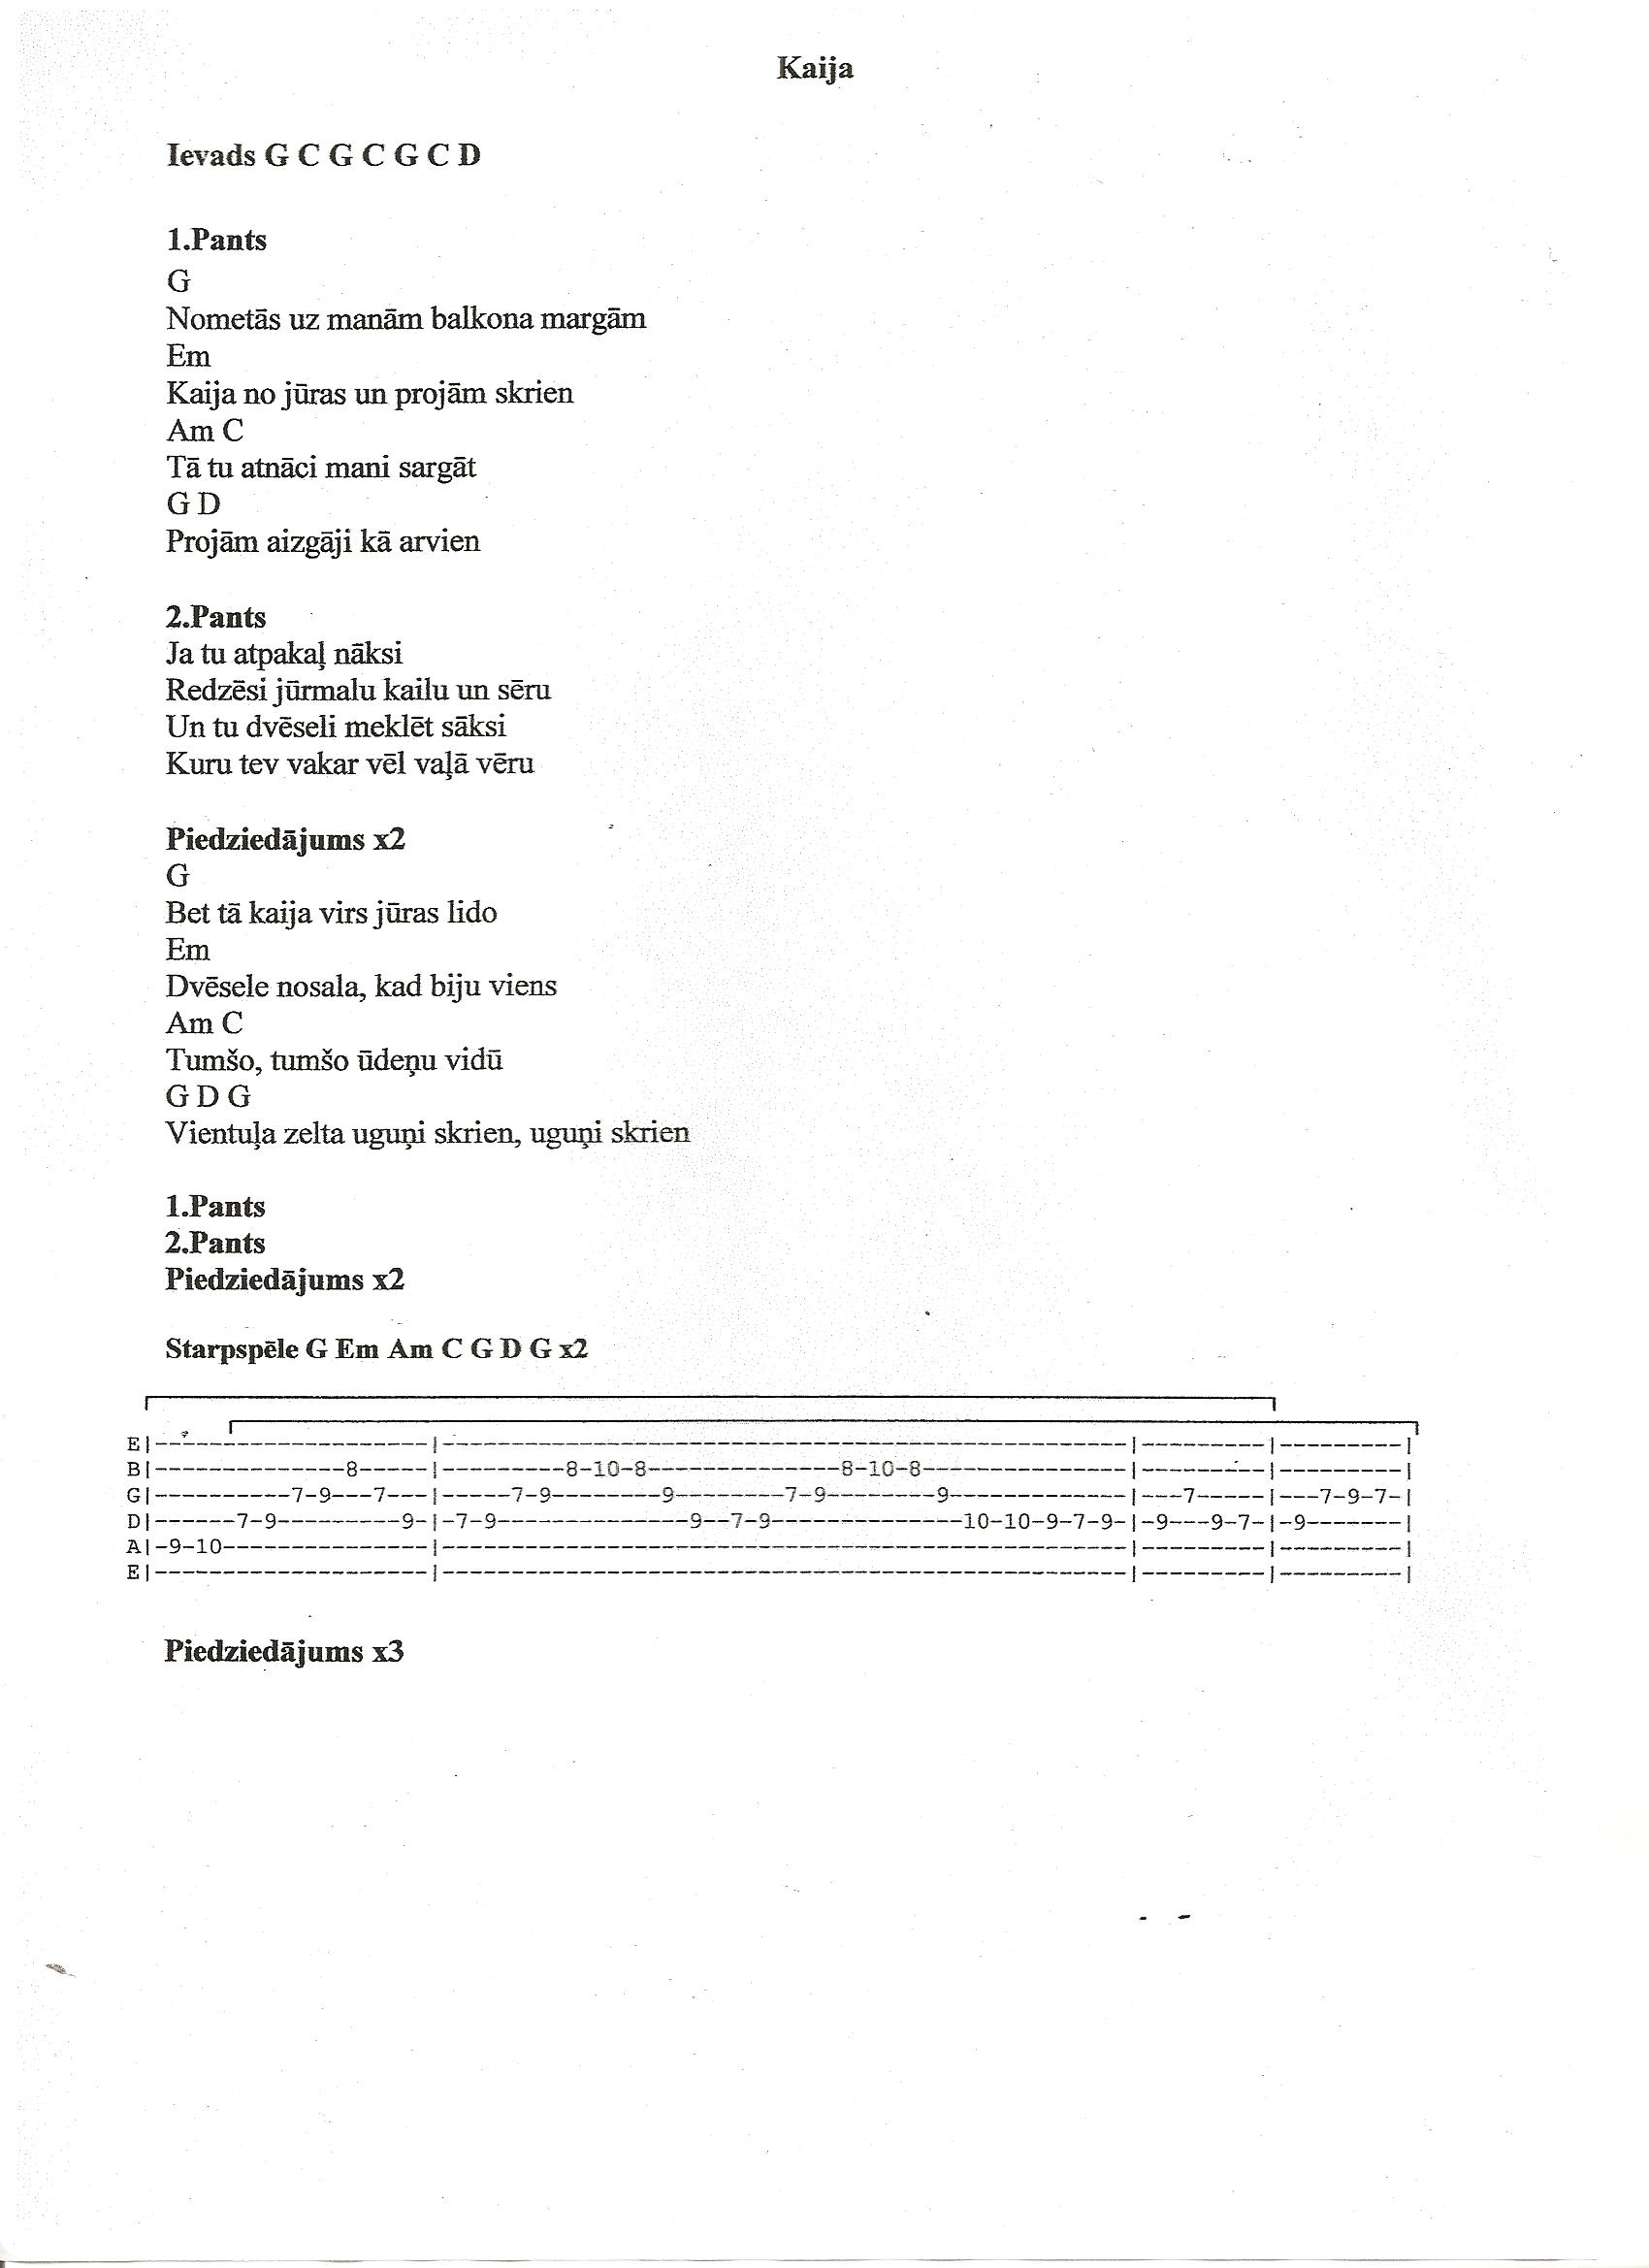 Kaija
Ievads G C G C G C D
1.Pants
G
Nometās uz manām balkona margām
Em
Kaija no jūras un projām skrien
Am C
Tā tu atnāci mani sargāt
G D
Projām aizgāji kā arvien
2.Pants
Ja tu atpakaļ nāksi
Redzēsi jūrmalu kailu un sēru
Un tu dvēseli meklēt sāksi
Kuru tev vakar vēl vaļā vēru
Piedziedājums x2
G
Bet tā kaija virs jūras lido
Em
Dvēsele nosala, kad biju viens
Am C
Tumšo, tumšo ūdeņu vidū
G D G
Vientuļa zelta uguņi skrien, uguņi skrien
1.Pants
2.Pants
Piedziedājums x2
Starpspēle G Em Am C G D G x2
E|--------------------|--------------------------------------------------|---------|---------|
B|--------------8-----|---------8-10-8--------------8-10-8---------------|---------|---------|
G|----------7-9---7---|-----7-9--------9--------7-9--------9-------------|---7-----|---7-9-7-|
D|------7-9---------9-|-7-9--------------9--7-9--------------10-10-9-7-9-|-9---9-7-|-9-------|
A|-9-10---------------|--------------------------------------------------|---------|---------|
E|--------------------|--------------------------------------------------|---------|---------|
Piedziedājums x3